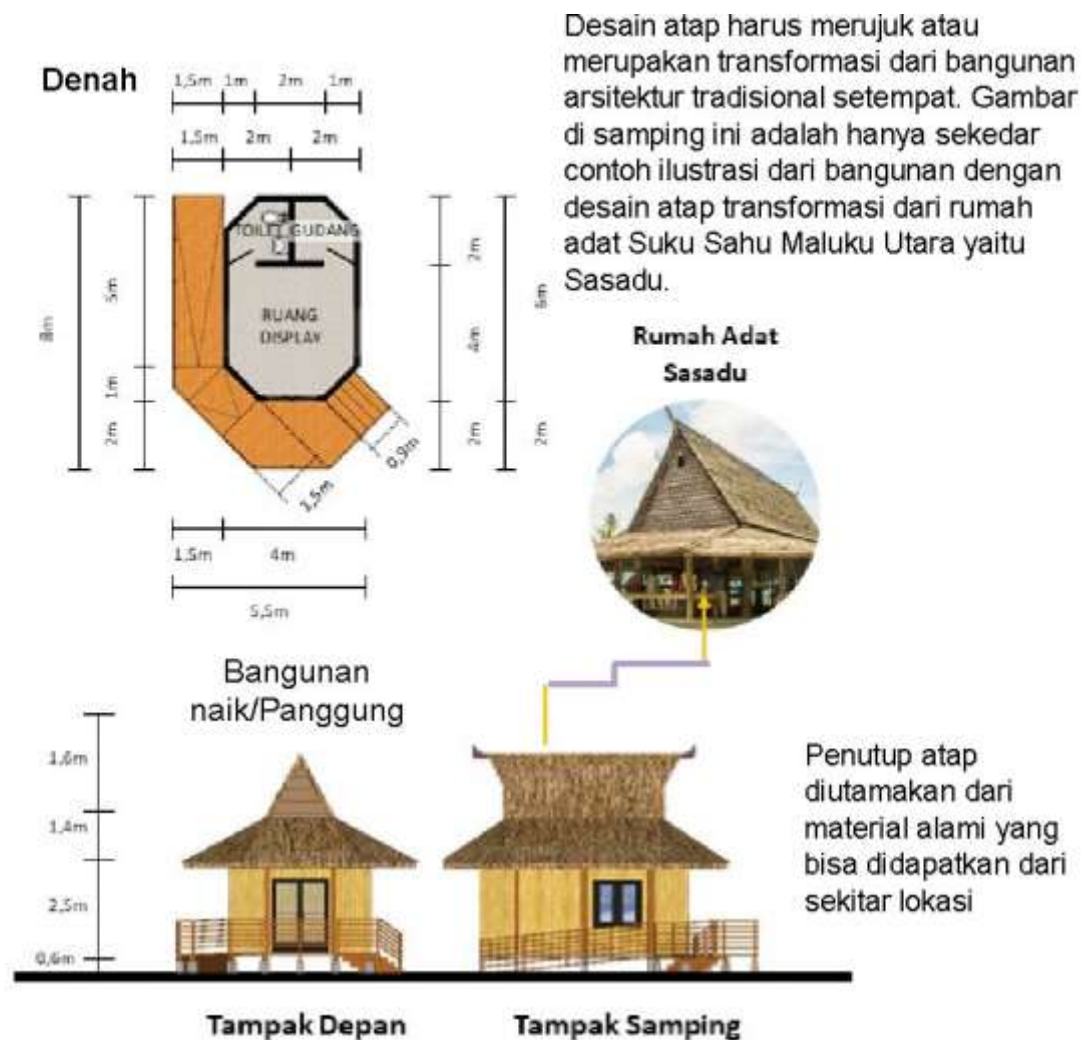 Desain atap harus merujuk atau
merupakan transformasi dari bangunan
arsitektur tradisional setempat. Gambar
di samping ini adalah hanya sekedar
contoh ilustrasi dari bangunan dengan
desain atap transformasi dari rumah
adat Suku Sahu Maluku Utara yaitu
Sasadu.
Denah
1,5m 1m 2m 1m
1,5m 2m 2m
8m
5m
1m
2m
TOILET GUDANG
RUANG
DISPLAY
2m
4m
2m
6m
2m
0,9m
1,5m
1,5m 4m
5,5m
Rumah Adat
Sasadu
Bangunan
naik/Panggung
1,6m
1,4m
2,5m
0,6m
Penutup atap
diutamakan dari
material alami yang
bisa didapatkan dari
sekitar lokasi
Tampak Depan
Tampak Samping